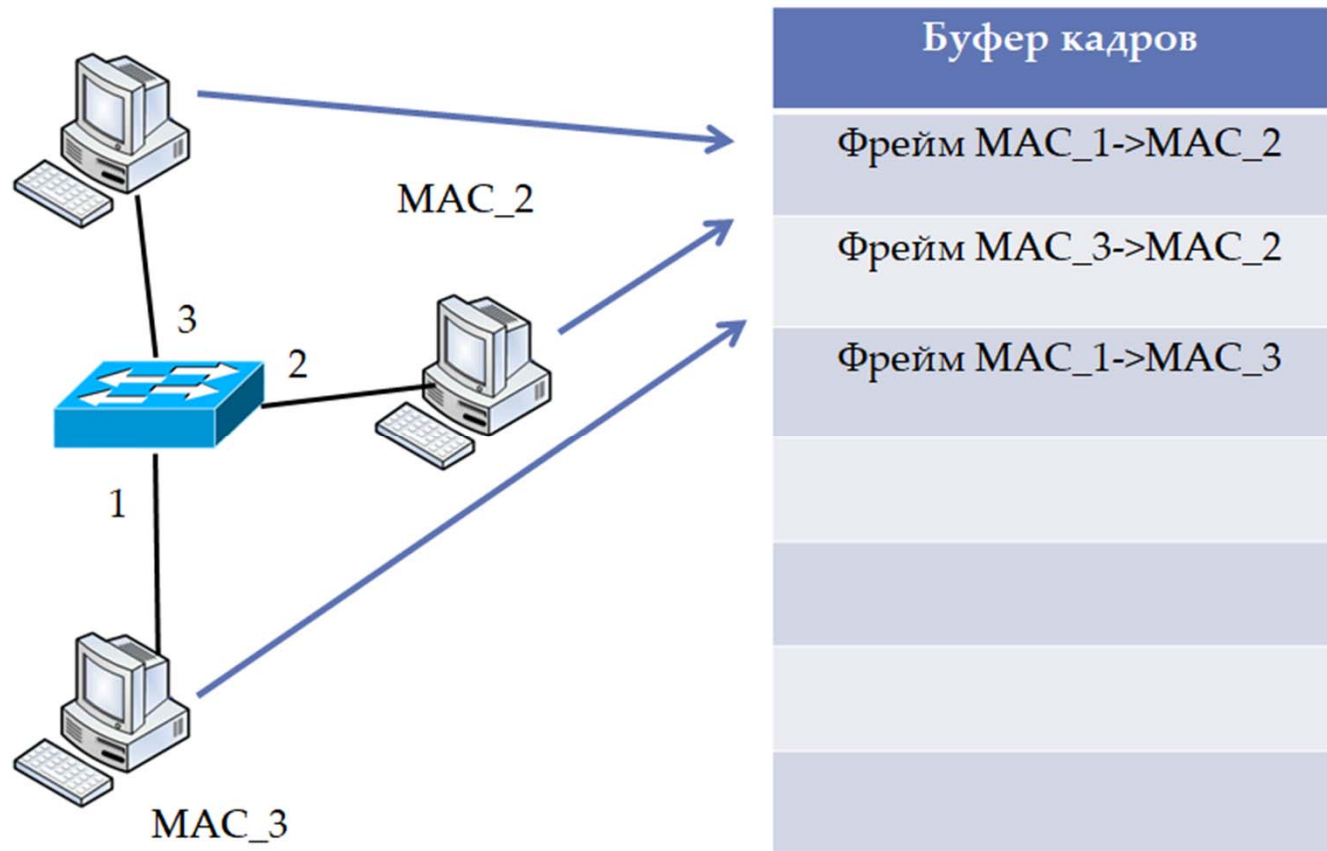 Буфер кадров
Фрейм MAC_1->MAC_2
MAC_2
Фрейм MAC_3->MAC_2
3
2
Фрейм MAC_1->MAC_3
1
MAC_3